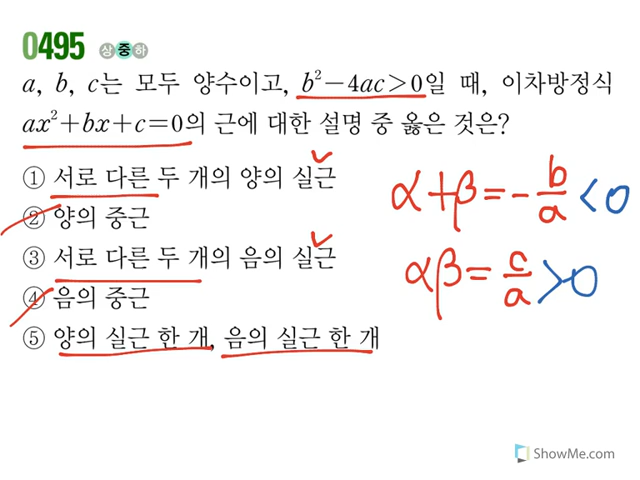 0495 상 중 하
a, b, c는 모두 양수이고, b²−4ac>0일 때, 이차방정식
ax²+bx+c=0의 근에 대한 설명 중 옳은 것은?
① 서로 다른 두 개의 양의 실근
② 양의 중근
③ 서로 다른 두 개의 음의 실근
④ 음의 중근
⑤ 양의 실근 한 개, 음의 실근 한 개
α+β=−b/a<0
αβ=c/a>0
ShowMe.com